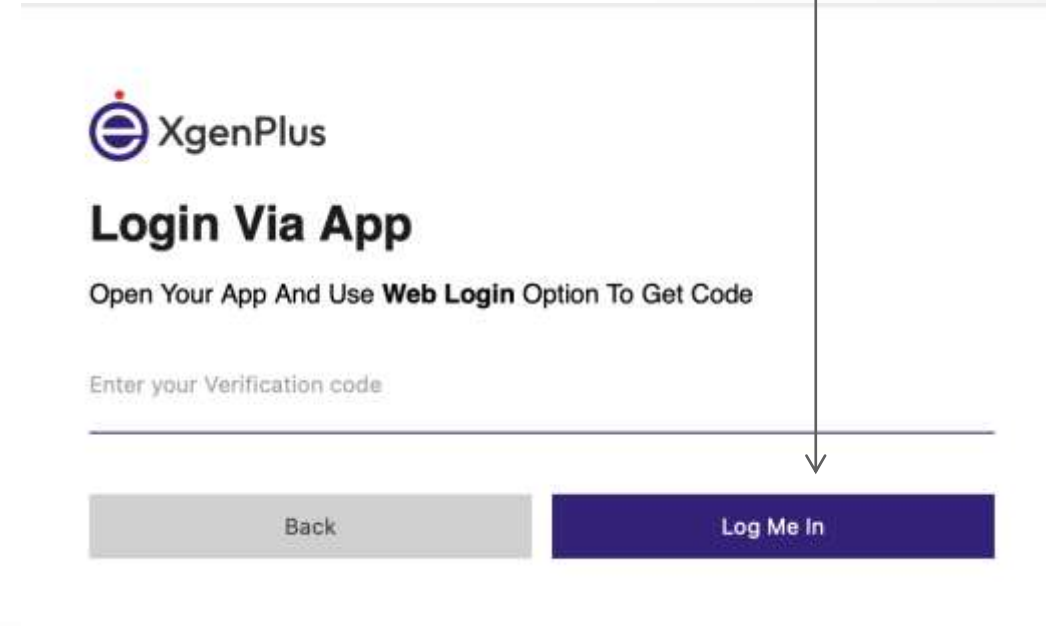 XgenPlus
Login Via App
Open Your App And Use Web Login Option To Get Code
Enter your Verification code
Back
Log Me In